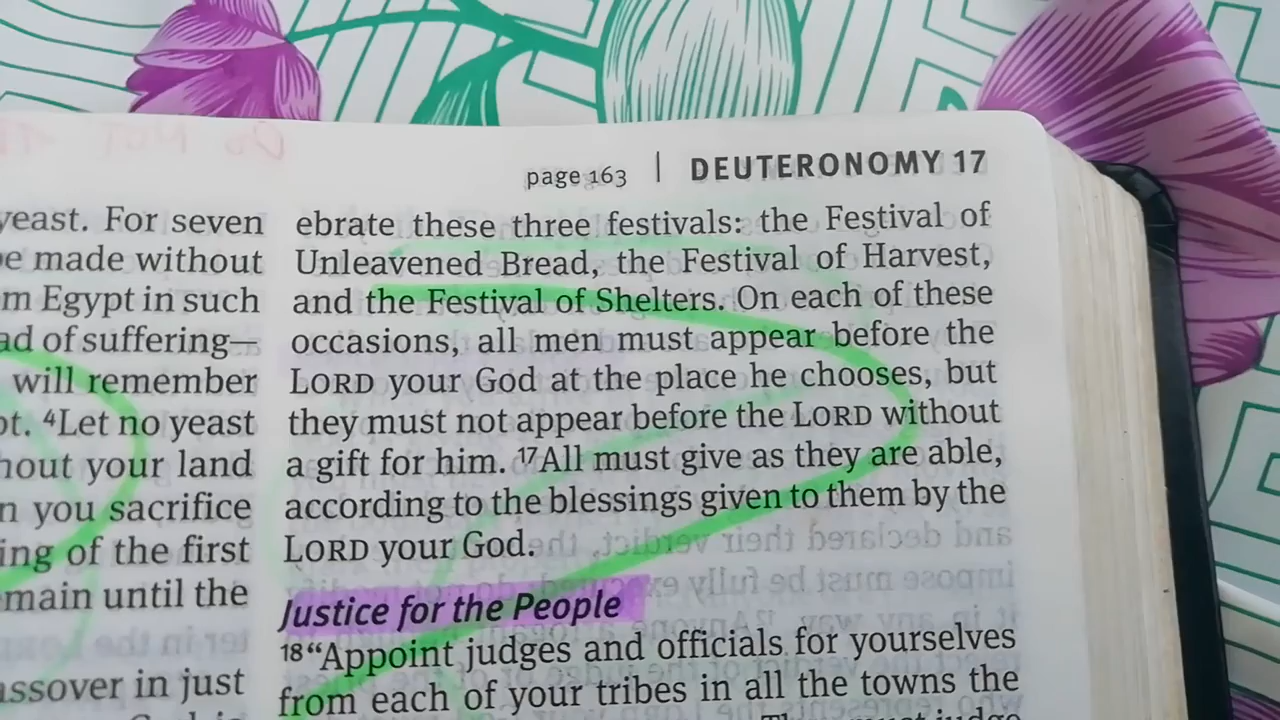 page 163 | DEUTERONOMY 17
yeast. For seven
made without
Egypt in such
of suffering—
will remember
⁴Let no yeast
your land
you sacrifice
of the first
until the
in just
ebrate these three festivals: the Festival of
Unleavened Bread, the Festival of Harvest,
and the Festival of Shelters. On each of these
occasions, all men must appear before the
LORD your God at the place he chooses, but
they must not appear before the LORD without
a gift for him. ¹⁷All must give as they are able,
according to the blessings given to them by the
LORD your God.
Justice for the People
¹⁸“Appoint judges and officials for yourselves
from each of your tribes in all the towns the